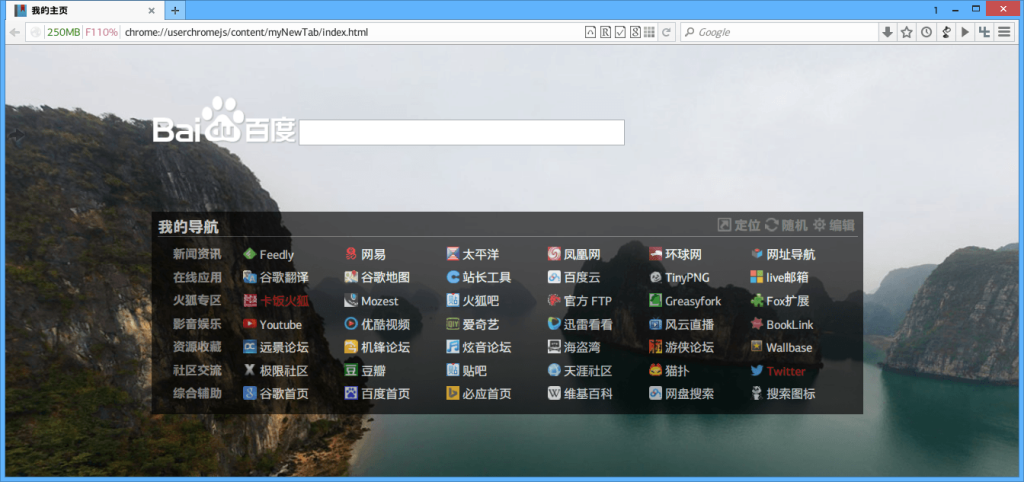 我的主页
1
250MB F110% chrome://userchromejs/content/myNewTab/index.html Google
Baidu百度
我的导航 定位 随机 编辑
新闻资讯 Feedly 网易 太平洋 凤凰网 环球网 网址导航
在线应用 谷歌翻译 谷歌地图 站长工具 百度云 TinyPNG live邮箱
火狐专区 卡饭火狐 Mozest 火狐吧 官方 FTP Greasyfork Fox扩展
影音娱乐 Youtube 优酷视频 爱奇艺 迅雷看看 风云直播 BookLink
资源收藏 远景论坛 机锋论坛 炫音论坛 海盗湾 游侠论坛 Wallbase
社区交流 极限社区 豆瓣 贴吧 天涯社区 猫扑 Twitter
综合辅助 谷歌首页 百度首页 必应首页 维基百科 网盘搜索 搜索图标